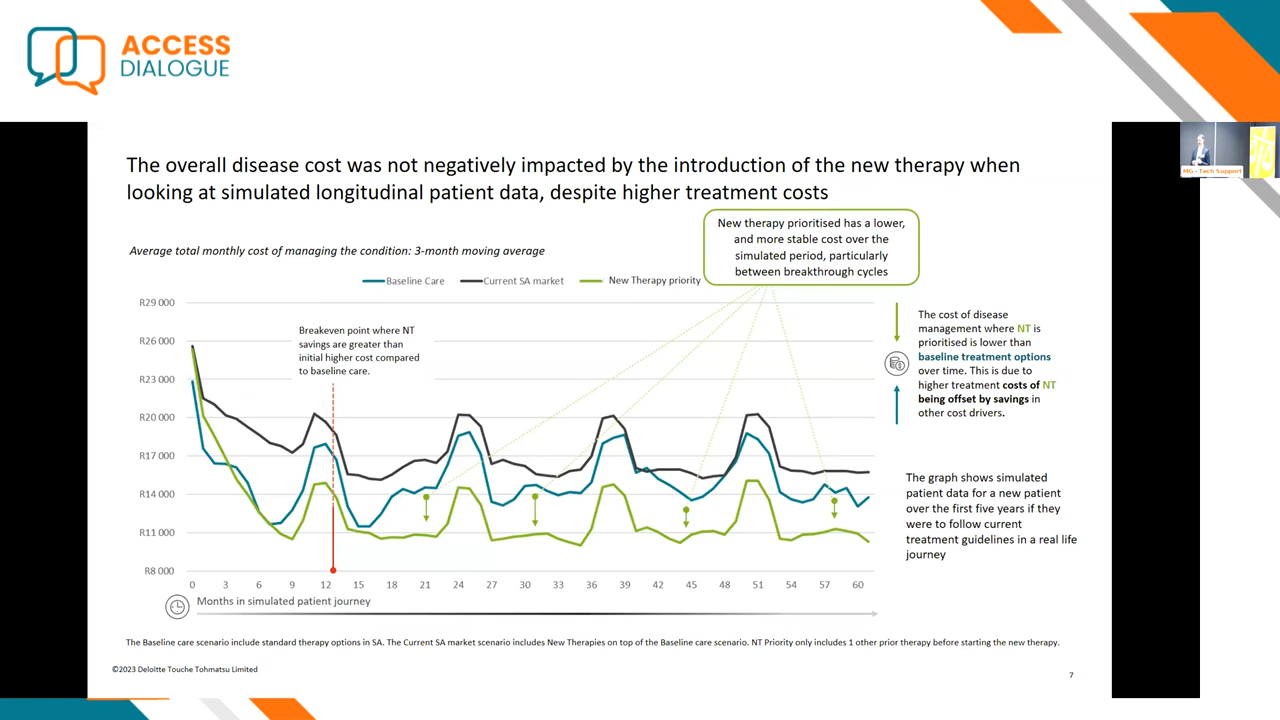 ACCESS
DIALOGUE
MG - Tech Support
The overall disease cost was not negatively impacted by the introduction of the new therapy when
looking at simulated longitudinal patient data, despite higher treatment costs
New therapy prioritised has a lower,
and more stable cost over the
simulated period, particularly
between breakthrough cycles
Average total monthly cost of managing the condition: 3-month moving average
Baseline Care
Current SA market
New Therapy priority
R29 000
R26 000
R23 000
R20 000
R17 000
R14 000
R11 000
R8 000
Breakeven point where NT
savings are greater than
initial higher cost compared
to baseline care.
0 3 6 9 12 15 18 21 24 27 30 33 36 39 42 45 48 51 54 57 60
Months in simulated patient journey
The cost of disease
management where NT is
prioritised is lower than
baseline treatment options
over time. This is due to
higher treatment costs of NT
being offset by savings in
other cost drivers.
The graph shows simulated
patient data for a new patient
over the first five years if they
were to follow current
treatment guidelines in a real life
journey
The Baseline care scenario include standard therapy options in SA. The Current SA market scenario includes New Therapies on top of the Baseline care scenario. NT Priority only includes 1 other prior therapy before starting the new therapy.
©2023 Deloitte Touche Tohmatsu Limited
7